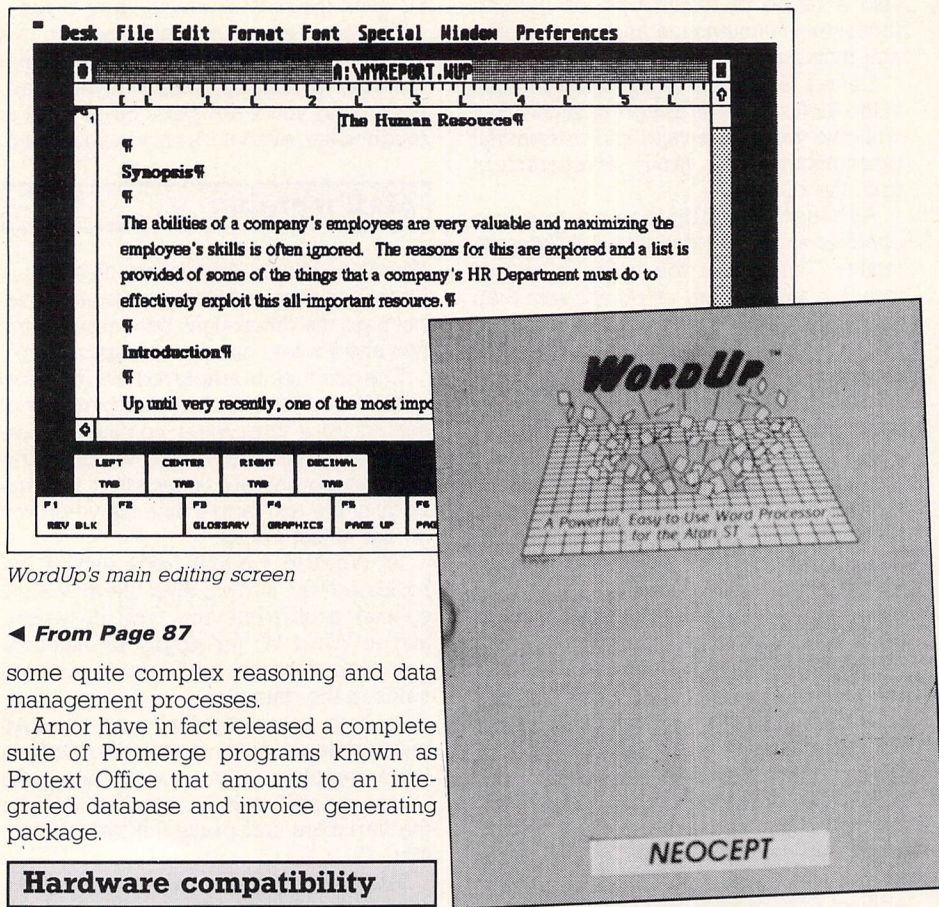 Desk File Edit Format Font Special Window Preferences
A:\MYREPORT.WUP
1 2 3 4 5
The Human Resource¶
¶
Synopsis¶
¶
The abilities of a company's employees are very valuable and maximizing the
employee's skills is often ignored. The reasons for this are explored and a list is
provided of some of the things that a company's HR Department must do to
effectively exploit this all-important resource.¶
¶
Introduction¶
¶
Up until very recently, one of the most impo
LEFT TAB
CENTER TAB
RIGHT TAB
DECIMAL TAB
F1 REV BLK
F2
F3 GLOSSARY
F4 GRAPHICS
F5 PAGE UP
F6 PAG
WordUp's main editing screen
◄ From Page 87
some quite complex reasoning and data
management processes.
Arnor have in fact released a complete
suite of Promerge programs known as
Protext Office that amounts to an inte-
grated database and invoice generating
package.
Hardware compatibility
WORDUP™
A Powerful, Easy-to-Use Word Processor
for the Atari ST
NEOCEPT